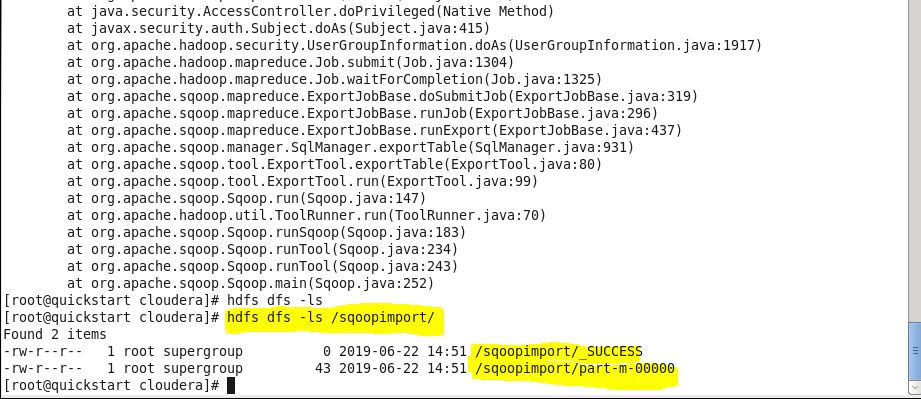 at java.security.AccessController.doPrivileged(Native Method)
at javax.security.auth.Subject.doAs(Subject.java:415)
at org.apache.hadoop.security.UserGroupInformation.doAs(UserGroupInformation.java:1917)
at org.apache.hadoop.mapreduce.Job.submit(Job.java:1304)
at org.apache.hadoop.mapreduce.Job.waitForCompletion(Job.java:1325)
at org.apache.sqoop.mapreduce.ExportJobBase.doSubmitJob(ExportJobBase.java:319)
at org.apache.sqoop.mapreduce.ExportJobBase.runJob(ExportJobBase.java:296)
at org.apache.sqoop.mapreduce.ExportJobBase.runExport(ExportJobBase.java:437)
at org.apache.sqoop.manager.SqlManager.exportTable(SqlManager.java:931)
at org.apache.sqoop.tool.ExportTool.exportTable(ExportTool.java:80)
at org.apache.sqoop.tool.ExportTool.run(ExportTool.java:99)
at org.apache.sqoop.Sqoop.run(Sqoop.java:147)
at org.apache.hadoop.util.ToolRunner.run(ToolRunner.java:70)
at org.apache.sqoop.Sqoop.runSqoop(Sqoop.java:183)
at org.apache.sqoop.Sqoop.runTool(Sqoop.java:234)
at org.apache.sqoop.Sqoop.runTool(Sqoop.java:243)
at org.apache.sqoop.Sqoop.main(Sqoop.java:252)
[root@quickstart cloudera]# hdfs dfs -ls
[root@quickstart cloudera]# hdfs dfs -ls /sqoopimport/
Found 2 items
-rw-r--r--   1 root supergroup          0 2019-06-22 14:51 /sqoopimport/_SUCCESS
-rw-r--r--   1 root supergroup         43 2019-06-22 14:51 /sqoopimport/part-m-00000
[root@quickstart cloudera]#